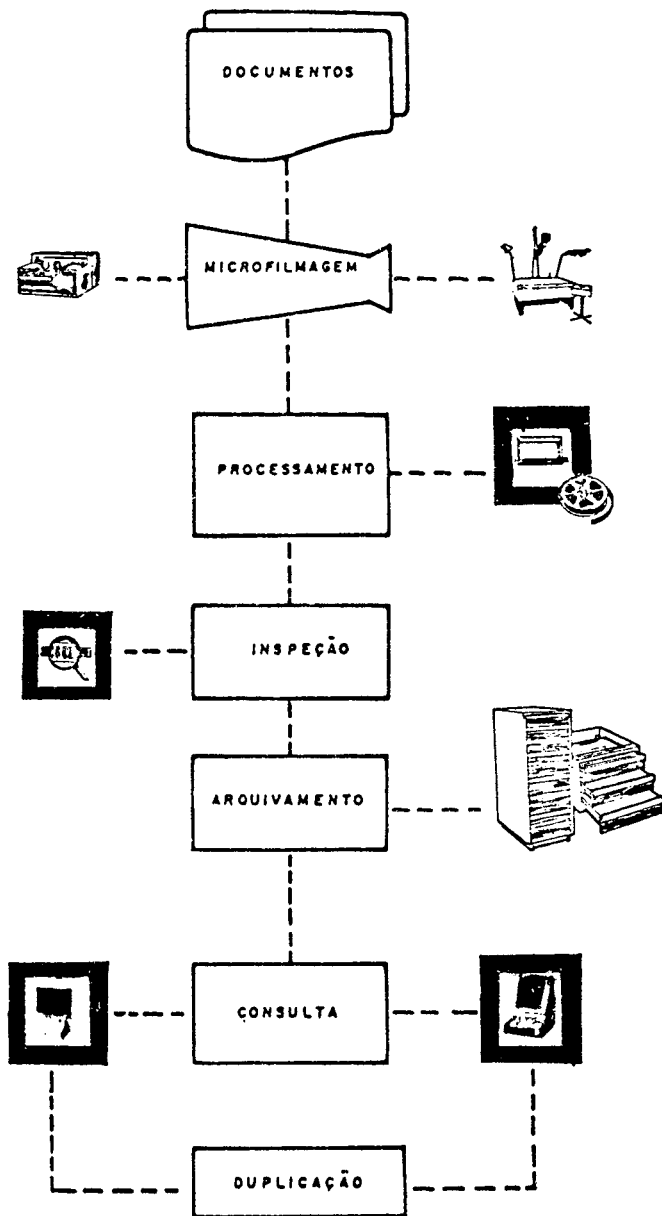 DOCUMENTOS
MICROFILMAGEM
PROCESSAMENTO
INSPEÇÃO
ARQUIVAMENTO
CONSULTA
DUPLICAÇÃO